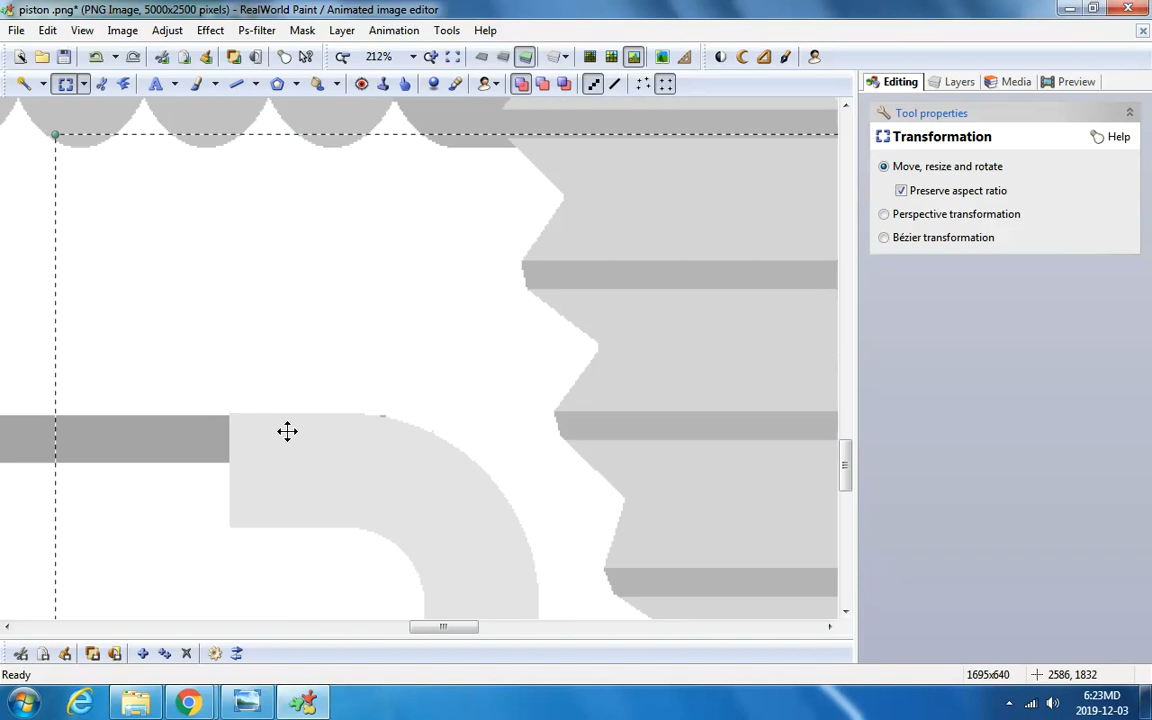 piston .png* (PNG Image, 5000x2500 pixels) - RealWorld Paint / Animated image editor
File Edit View Image Adjust Effect Ps-filter Mask Layer Animation Tools Help
212%
Editing Layers Media Preview
Tool properties
Transformation Help
Move, resize and rotate
Preserve aspect ratio
Perspective transformation
Bézier transformation
Ready 1695x640 2586, 1832
6:23MD
2019-12-03